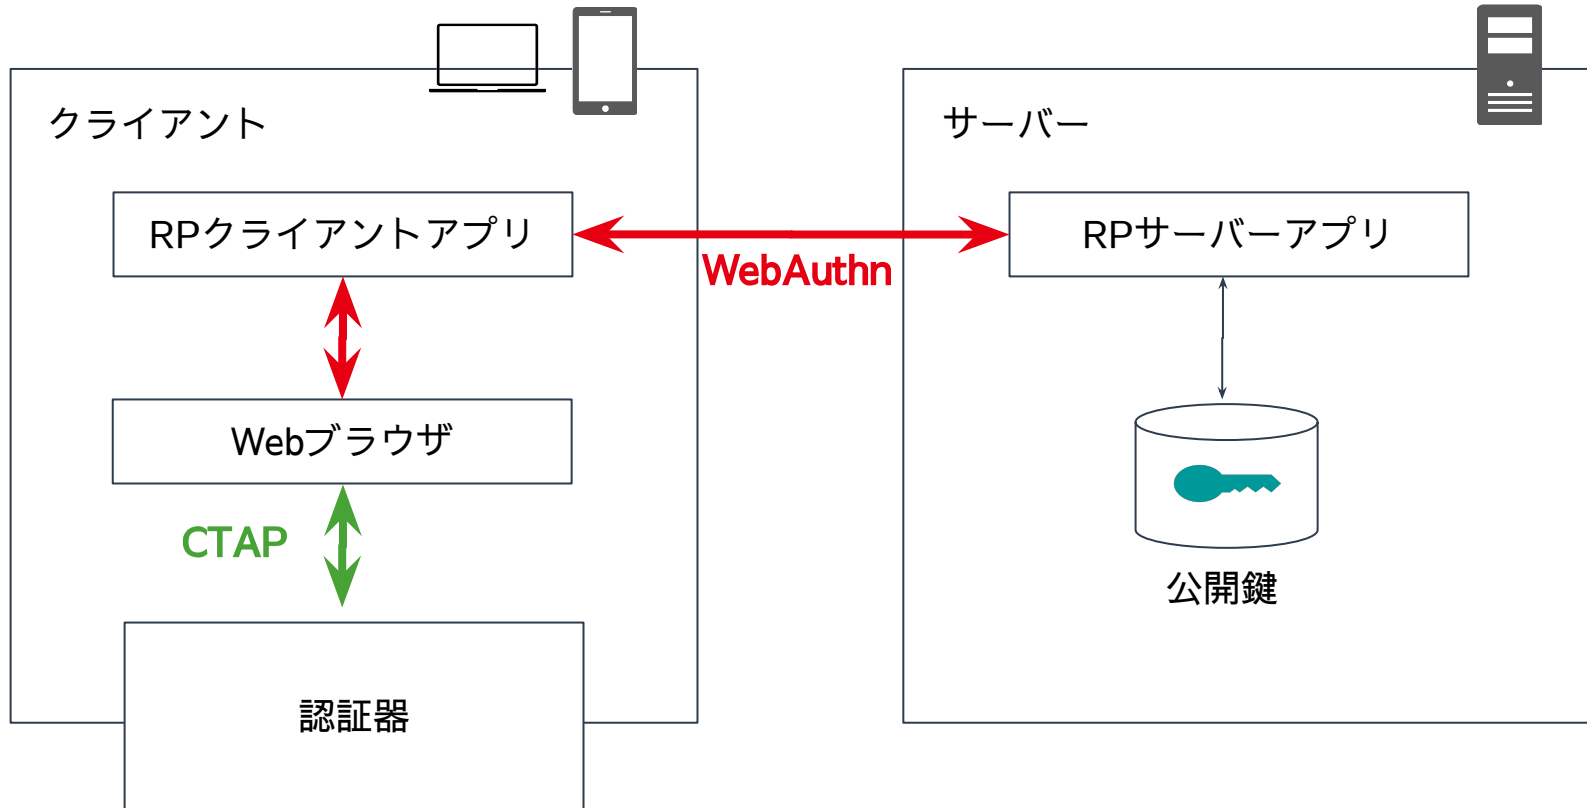 クライアント
サーバー
RPクライアントアプリ
RPサーバーアプリ
WebAuthn
Webブラウザ
CTAP
公開鍵
認証器